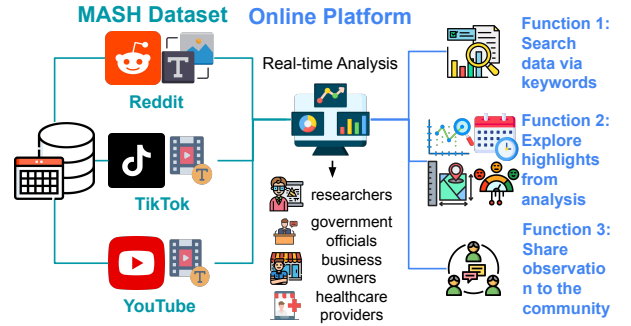 MASH Dataset
Online Platform
Reddit
TikTok
YouTube
T
T
T
Real-time Analysis
researchers
government
officials
business
owners
healthcare
providers
Function 1:
Search
data via
keywords
Function 2:
Explore
highlights
from
analysis
Function 3:
Share
observatio
n to the
community